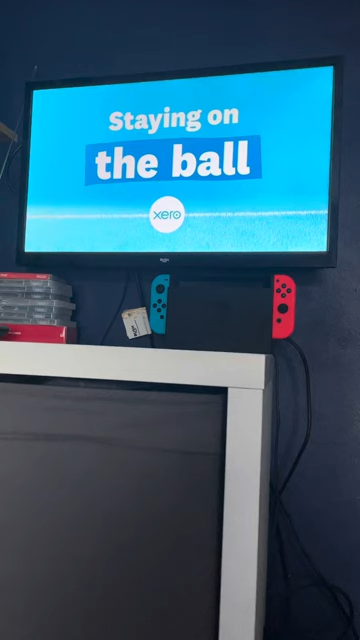 Staying on
the ball
xero